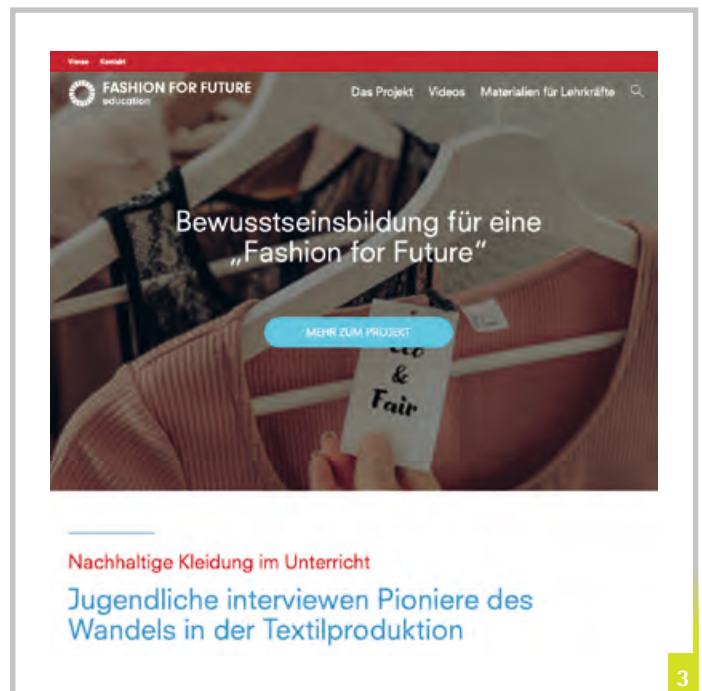 Kontakt
FASHION FOR FUTURE
education
Das Projekt Videos Materialien für Lehrkräfte
Bewusstseinsbildung für eine
„Fashion for Future“
MEHR ZUM PROJEKT
&
Fair
Nachhaltige Kleidung im Unterricht
Jugendliche interviewen Pioniere des
Wandels in der Textilproduktion
3